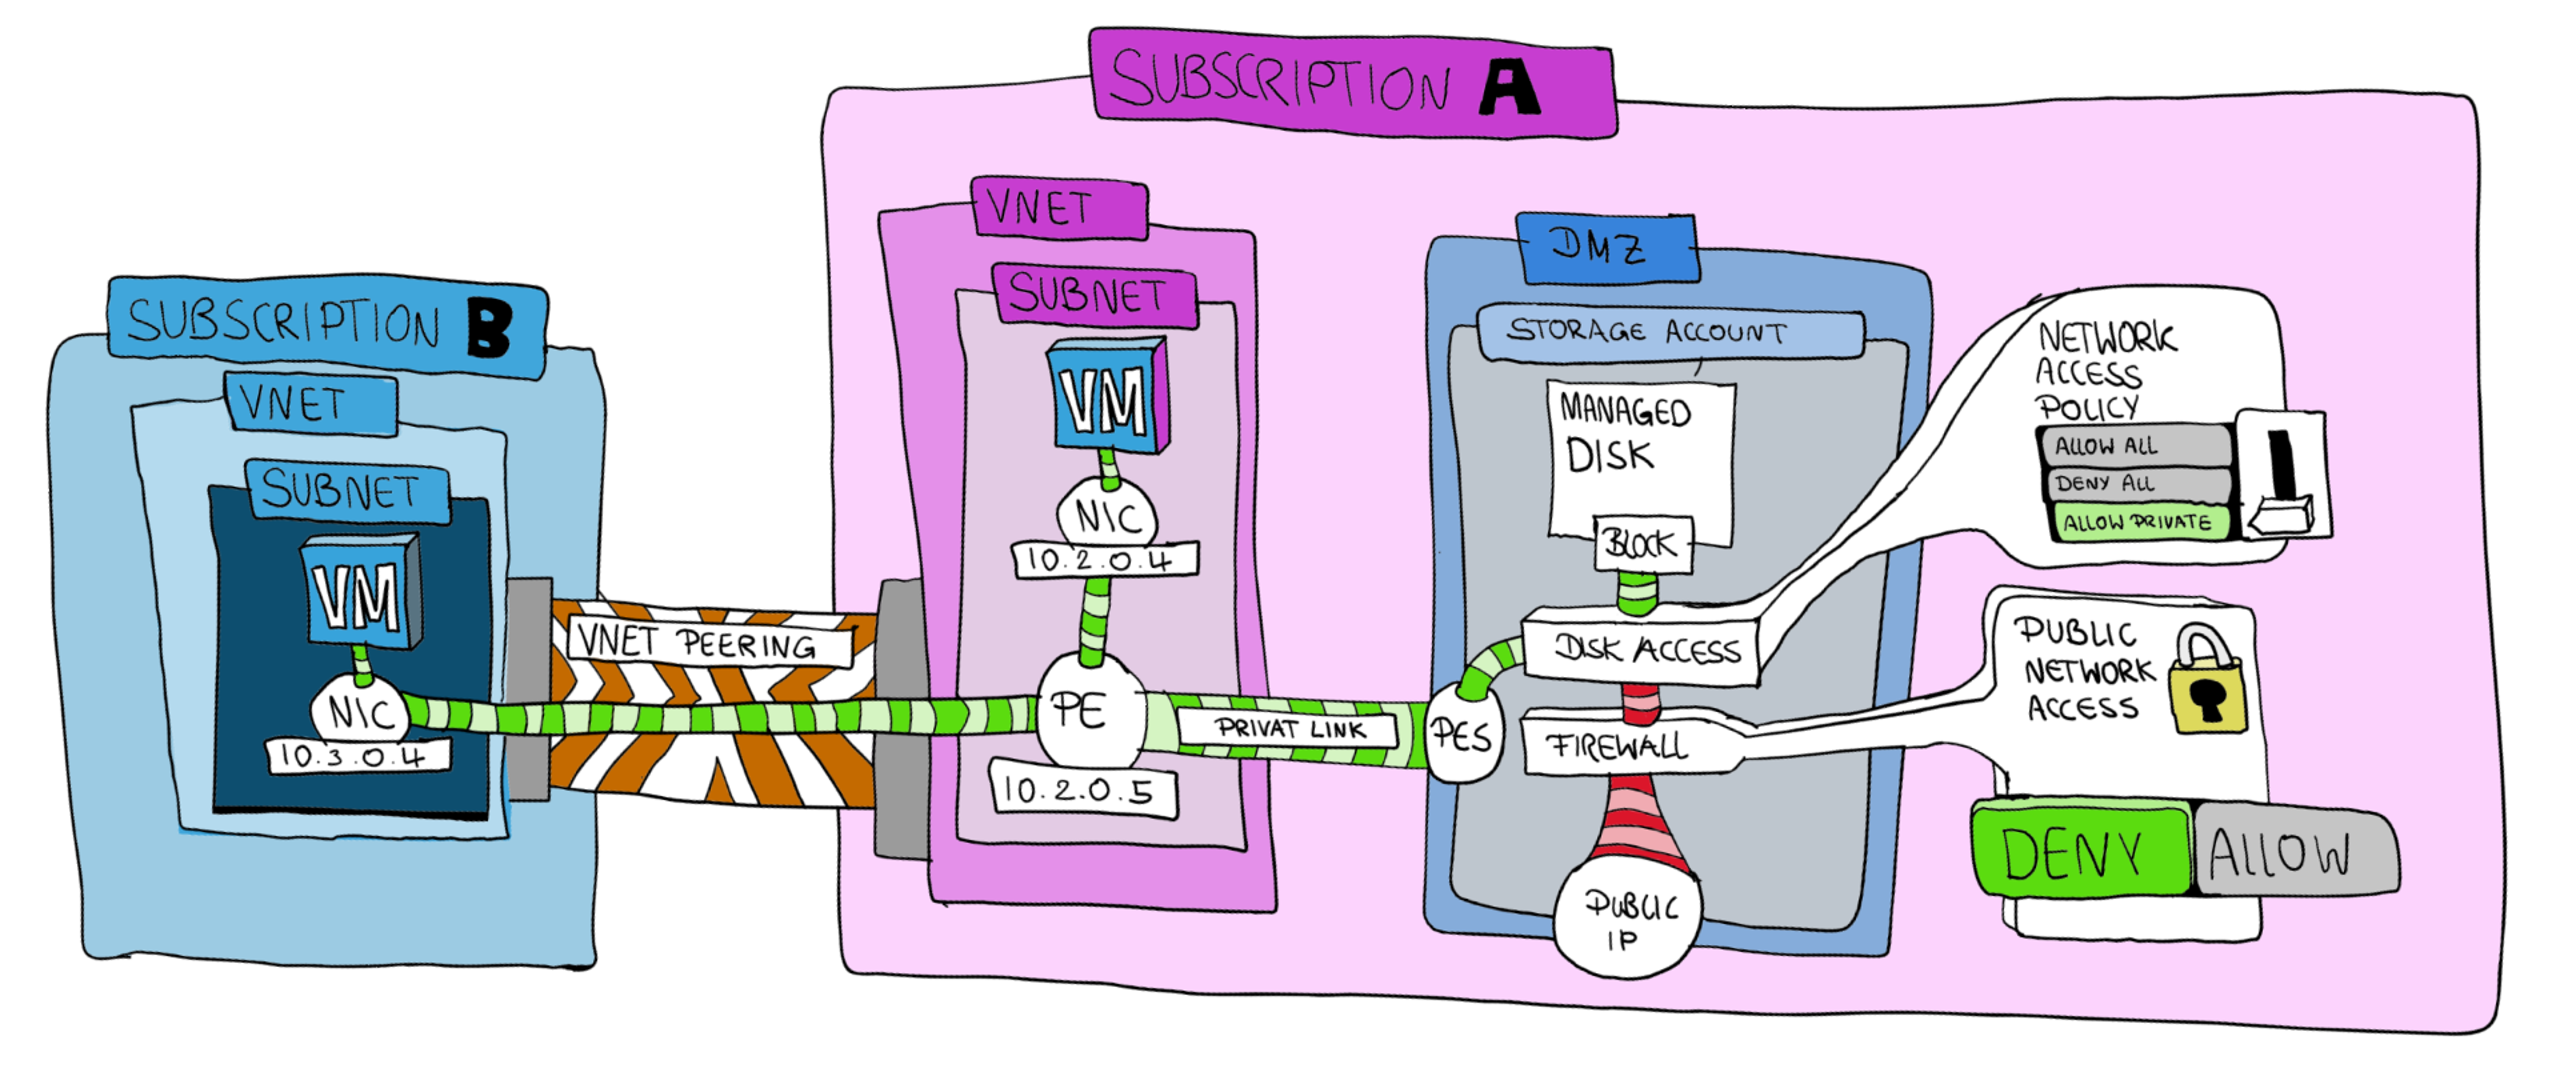 SUBSCRIPTION A
SUBSCRIPTION B
VNET
SUBNET
VM
NIC
10.3.0.4
VNET PEERING
VNET
SUBNET
VM
NIC
10.2.0.4
PE
10.2.0.5
PRIVAT LINK
PES
DMZ
STORAGE ACCOUNT
MANAGED
DISK
BLOCK
DISK ACCESS
FIREWALL
PUBLIC
IP
NETWORK
ACCESS
POLICY
ALLOW ALL
DENY ALL
ALLOW PRIVATE
PUBLIC
NETWORK
ACCESS
DENY ALLOW